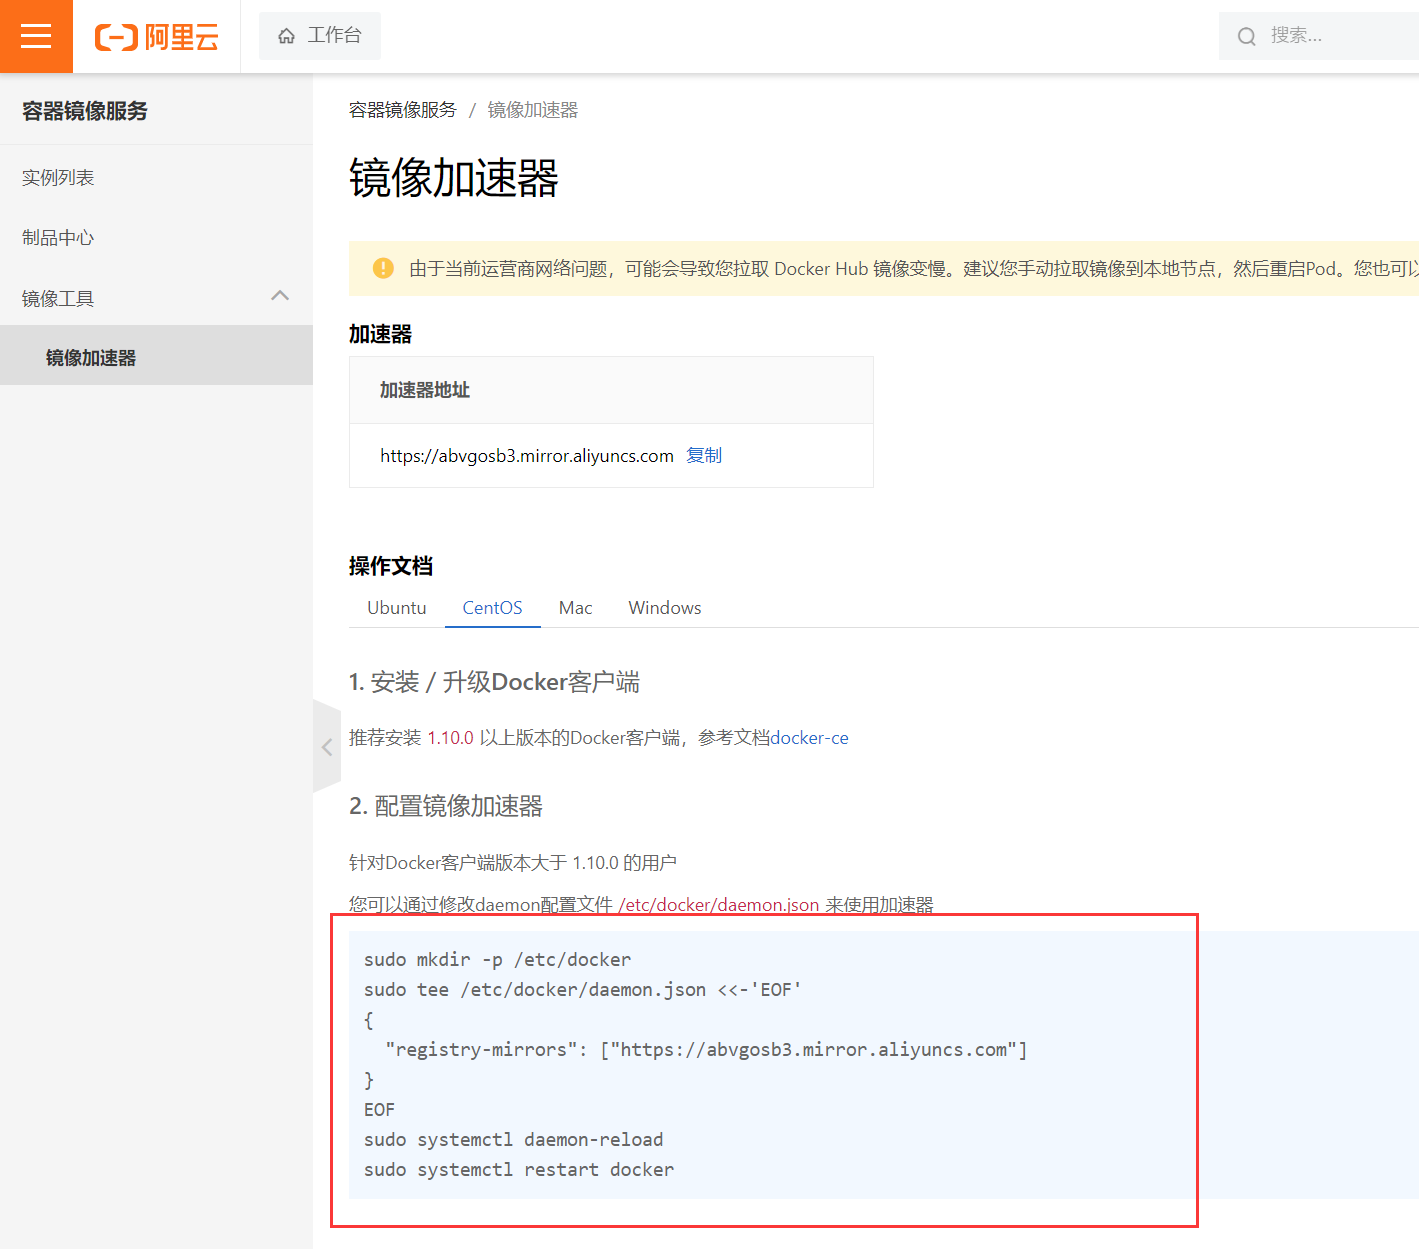 阿里云
工作台
搜索...
容器镜像服务
实例列表
制品中心
镜像工具
镜像加速器
容器镜像服务 / 镜像加速器
镜像加速器
由于当前运营商网络问题，可能会导致您拉取 Docker Hub 镜像变慢。建议您手动拉取镜像到本地节点，然后重启Pod。您也可以
加速器
加速器地址
https://abvgosb3.mirror.aliyuncs.com 复制
操作文档
Ubuntu CentOS Mac Windows
1. 安装 / 升级Docker客户端
推荐安装 1.10.0 以上版本的Docker客户端，参考文档docker-ce
2. 配置镜像加速器
针对Docker客户端版本大于 1.10.0 的用户
您可以通过修改daemon配置文件 /etc/docker/daemon.json 来使用加速器
sudo mkdir -p /etc/docker
sudo tee /etc/docker/daemon.json <<-'EOF'
{
  "registry-mirrors": ["https://abvgosb3.mirror.aliyuncs.com"]
}
EOF
sudo systemctl daemon-reload
sudo systemctl restart docker